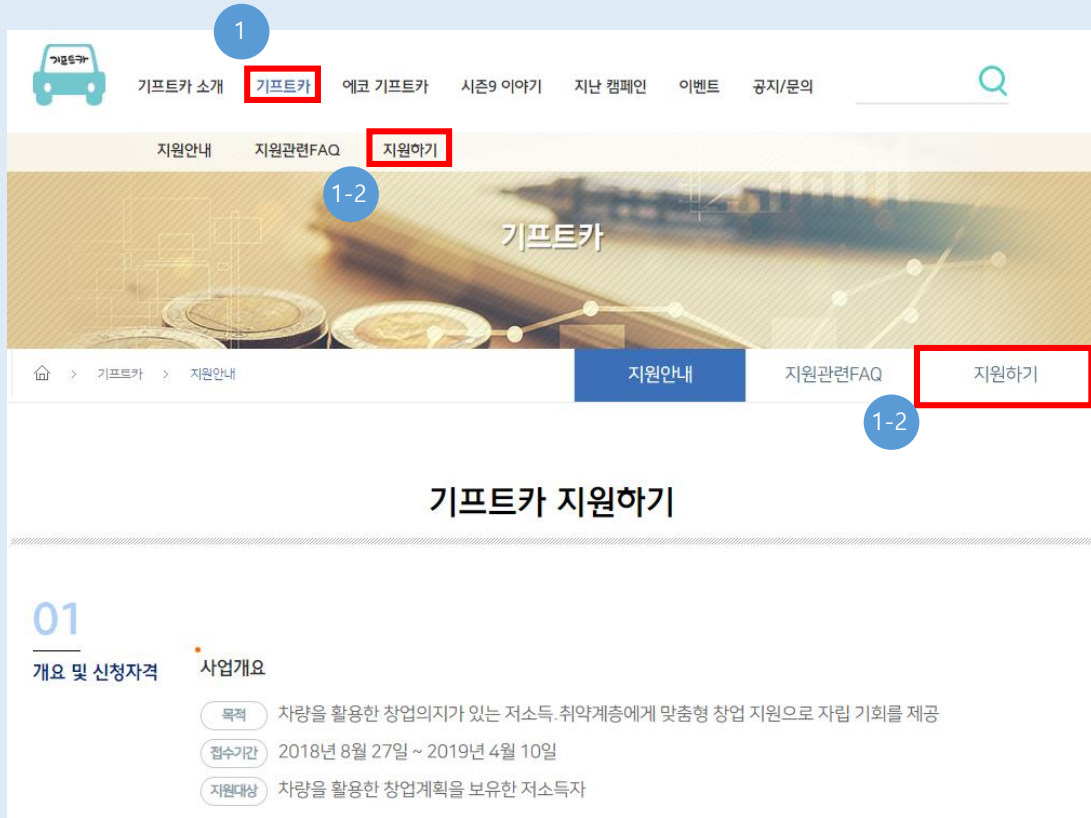 1
기프트카
기프트카 소개 기프트카 에코 기프트카 시즌9 이야기 지난 캠페인 이벤트 공지/문의
지원안내 지원관련FAQ 지원하기
1-2
기프트카
기프트카 > 지원안내 지원안내 지원관련FAQ 지원하기
1-2
기프트카 지원하기
01
개요 및 신청자격
사업개요
목적 차량을 활용한 창업의지가 있는 저소득.취약계층에게 맞춤형 창업 지원으로 자립 기회를 제공
접수기간 2018년 8월 27일 ~ 2019년 4월 10일
지원대상 차량을 활용한 창업계획을 보유한 저소득자